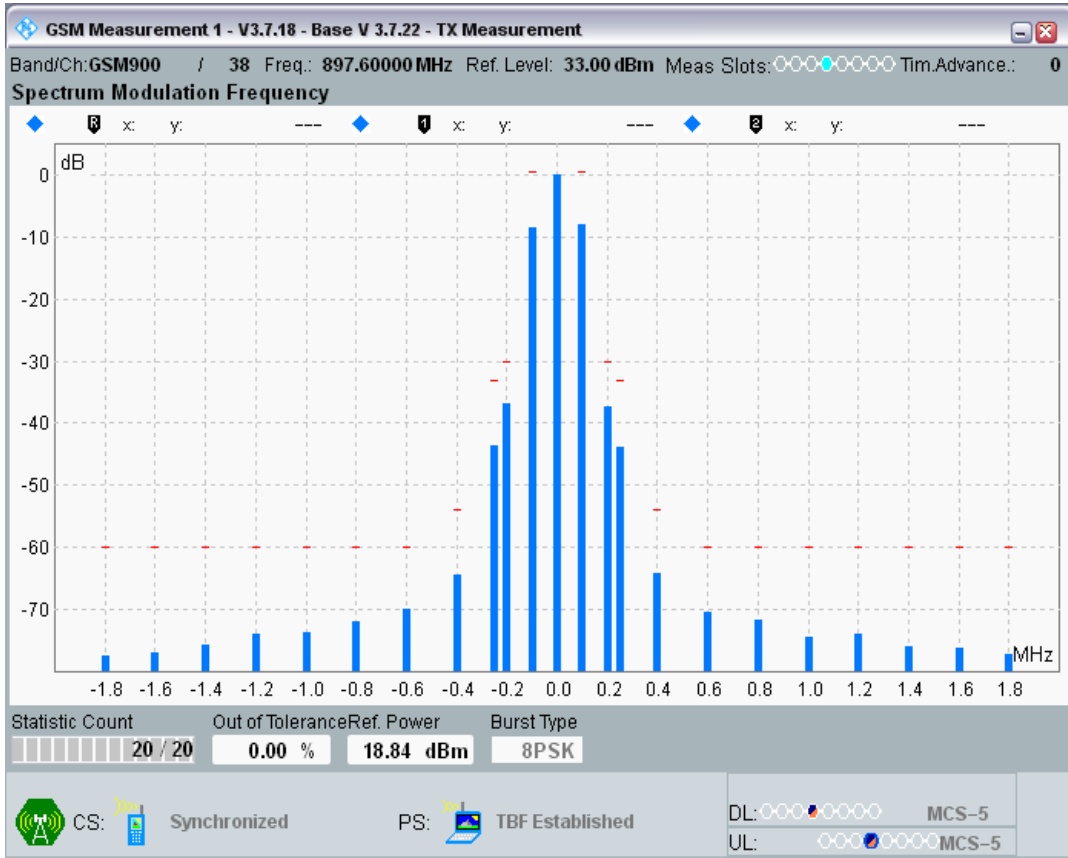 GSM Measurement 1 - V3.7.18 - Base V 3.7.22 - TX Measurement
Band/Ch:GSM900 / 38 Freq.: 897.60000 MHz Ref. Level: 33.00 dBm Meas Slots: Tim.Advance.: 0
Spectrum Modulation Frequency
R x: y: --- 1 x: y: --- 2 x: y: ---
dB
0
-10
-20
-30
-40
-50
-60
-70
MHz
-1.8 -1.6 -1.4 -1.2 -1.0 -0.8 -0.6 -0.4 -0.2 0.0 0.2 0.4 0.6 0.8 1.0 1.2 1.4 1.6 1.8
Statistic Count Out of Tolerance Ref. Power Burst Type
20 / 20 0.00 % 18.84 dBm 8PSK
CS: Synchronized PS: TBF Established
DL: MCS-5
UL: MCS-5